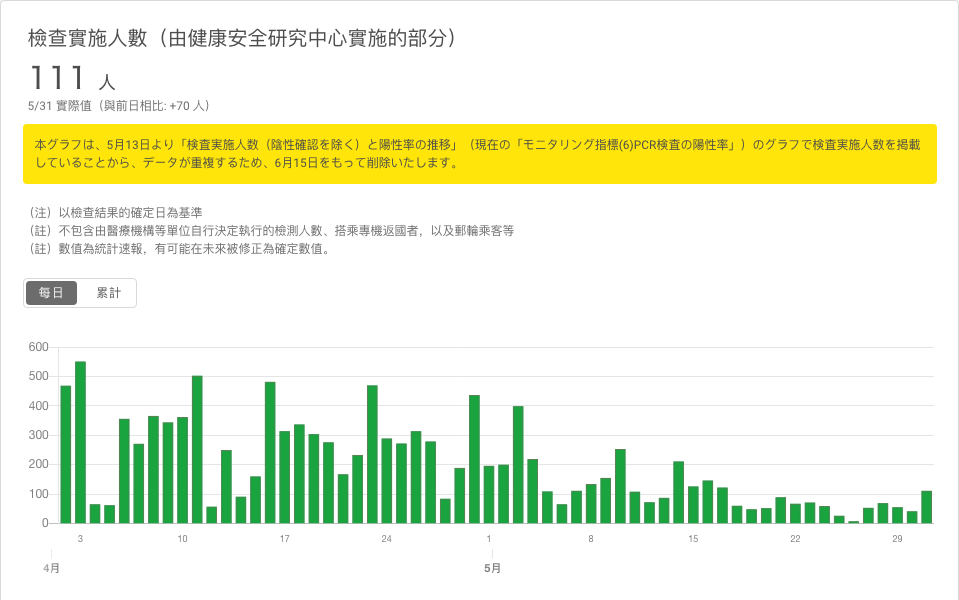 檢查實施人數（由健康安全研究中心實施的部分）
111 人
5/31 實際值（與前日相比: +70 人）
本グラフは、5月13日より「検査実施人数（陰性確認を除く）と陽性率の推移」（現在の「モニタリング指標(6)PCR検査の陽性率」）のグラフで検査実施人数を掲載
していることから、データが重複するため、6月15日をもって削除いたします。
（注）以檢查結果的確定日為基準
（註）不包含由醫療機構等單位自行決定執行的檢測人數、搭乘專機返國者，以及郵輪乘客等
（註）數值為統計速報，有可能在未來被修正為確定數值。
每日 累計
600
500
400
300
200
100
0
3 10 17 24 1 8 15 22 29
4月 5月